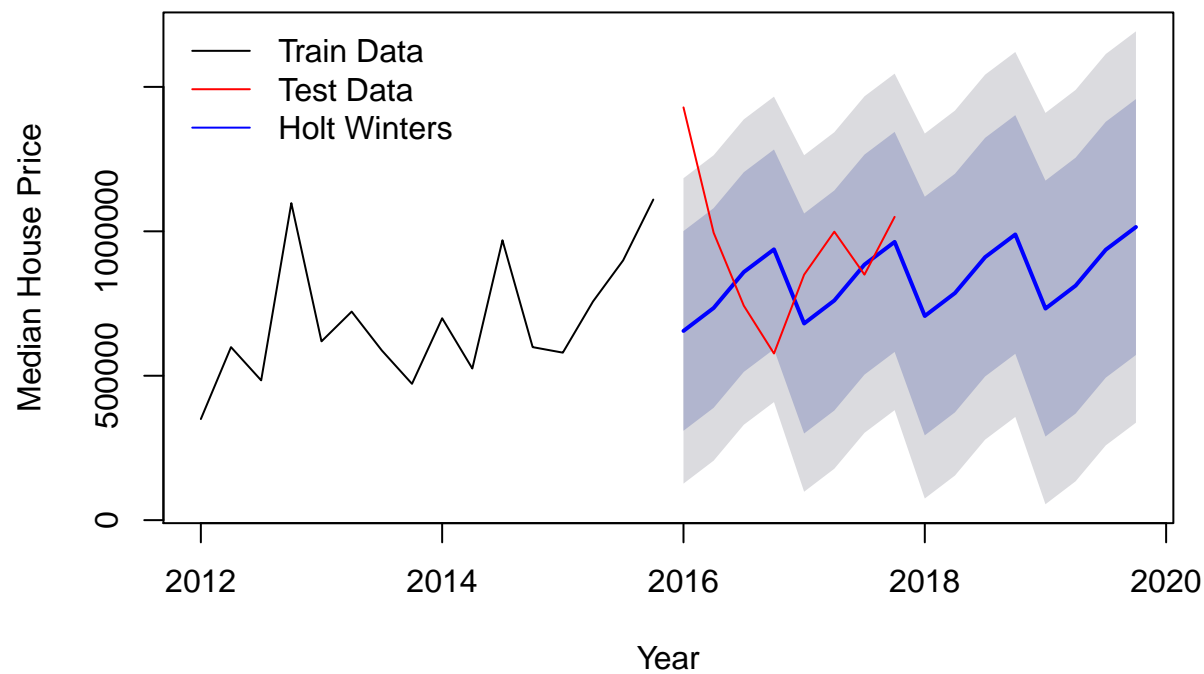 Train Data
Test Data
Holt Winters
Median House Price
1000000
500000
0
2012 2014 2016 2018 2020
Year